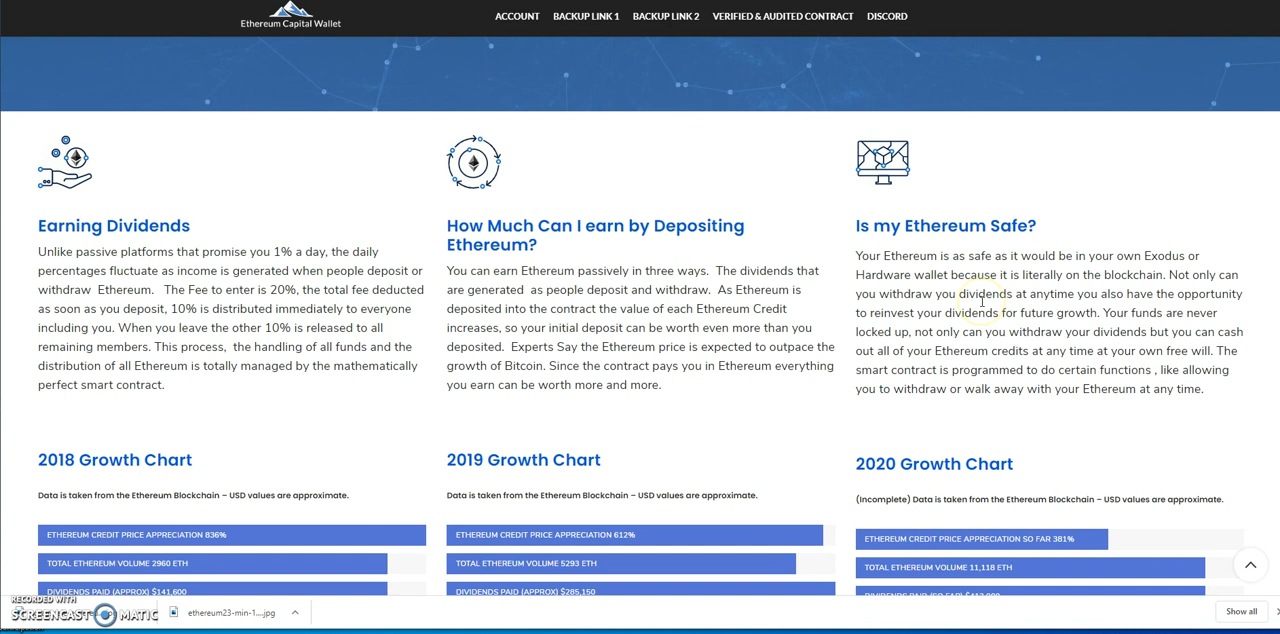 Ethereum Capital Wallet
ACCOUNT BACKUP LINK 1 BACKUP LINK 2 VERIFIED & AUDITED CONTRACT DISCORD
Earning Dividends
Unlike passive platforms that promise you 1% a day, the daily
percentages fluctuate as income is generated when people deposit or
withdraw Ethereum. The Fee to enter is 20%, the total fee deducted
as soon as you deposit, 10% is distributed immediately to everyone
including you. When you leave the other 10% is released to all
remaining members. This process, the handling of all funds and the
distribution of all Ethereum is totally managed by the mathematically
perfect smart contract.
How Much Can I earn by Depositing
Ethereum?
You can earn Ethereum passively in three ways. The dividends that
are generated as people deposit and withdraw. As Ethereum is
deposited into the contract the value of each Ethereum Credit
increases, so your initial deposit can be worth even more than you
deposited. Experts Say the Ethereum price is expected to outpace the
growth of Bitcoin. Since the contract pays you in Ethereum everything
you earn can be worth more and more.
Is my Ethereum Safe?
Your Ethereum is as safe as it would be in your own Exodus or
Hardware wallet because it is literally on the blockchain. Not only can
you withdraw you dividends at anytime you also have the opportunity
to reinvest your dividends for future growth. Your funds are never
locked up, not only can you withdraw your dividends but you can cash
out all of your Ethereum credits at any time at your own free will. The
smart contract is programmed to do certain functions , like allowing
you to withdraw or walk away with your Ethereum at any time.
2018 Growth Chart
Data is taken from the Ethereum Blockchain – USD values are approximate.
ETHEREUM CREDIT PRICE APPRECIATION 836%
TOTAL ETHEREUM VOLUME 2960 ETH
DIVIDENDS PAID (APPROX) $141,600
2019 Growth Chart
Data is taken from the Ethereum Blockchain – USD values are approximate.
ETHEREUM CREDIT PRICE APPRECIATION 612%
TOTAL ETHEREUM VOLUME 5293 ETH
DIVIDENDS PAID (APPROX) $285,150
2020 Growth Chart
(Incomplete) Data is taken from the Ethereum Blockchain – USD values are approximate.
ETHEREUM CREDIT PRICE APPRECIATION SO FAR 381%
TOTAL ETHEREUM VOLUME 11,118 ETH
RECORDED WITH
SCREENCAST MATIC
ethereum23-min-1....jpg
Show all